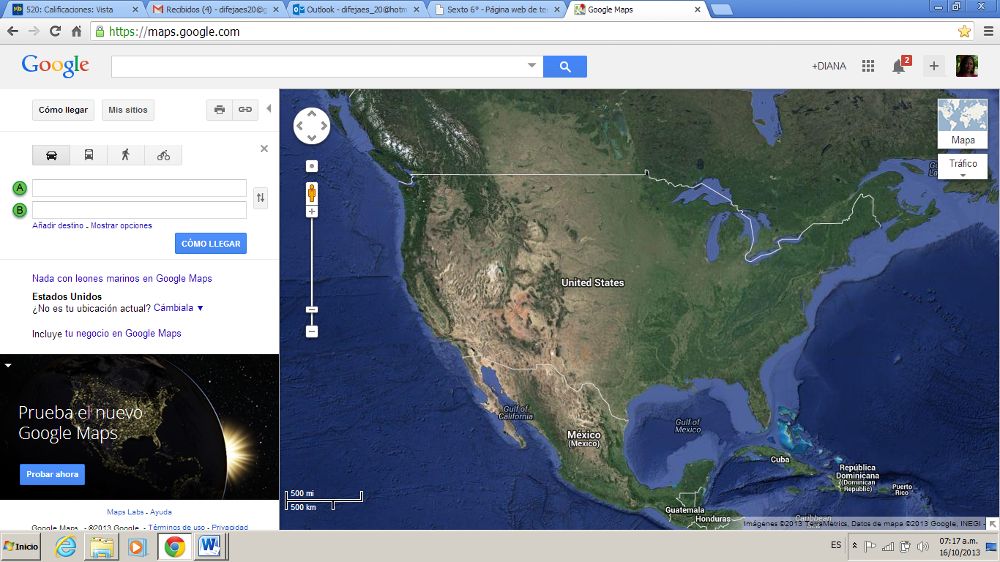 520: Calificaciones: Vista
Recibidos (4) - difejaes20@g
Outlook - difejaes_20@hotm
Sexto 6º - Página web de te
Google Maps
https://maps.google.com
Google
+DIANA
2
Cómo llegar
Mis sitios
A
B
Añadir destino - Mostrar opciones
CÓMO LLEGAR
Nada con leones marinos en Google Maps
Estados Unidos
¿No es tu ubicación actual? Cámbiala ▼
Incluye tu negocio en Google Maps
Prueba el nuevo
Google Maps
Probar ahora
Maps Labs - Ayuda
Google Maps - ©2013 Google - Términos de uso - Privacidad
Mapa
Tráfico
United States
Gulf of
California
Gulf of
Mexico
México
(Mexico)
Cuba
República
Dominicana
(Dominican
Republic)
Puerto
Rico
Guatemala
Honduras
Caribbean
500 mi
500 km
Imágenes ©2013 TerraMetrics, Datos de mapa ©2013 Google, INEGI -
Inicio
ES
07:17 a.m.
16/10/2013